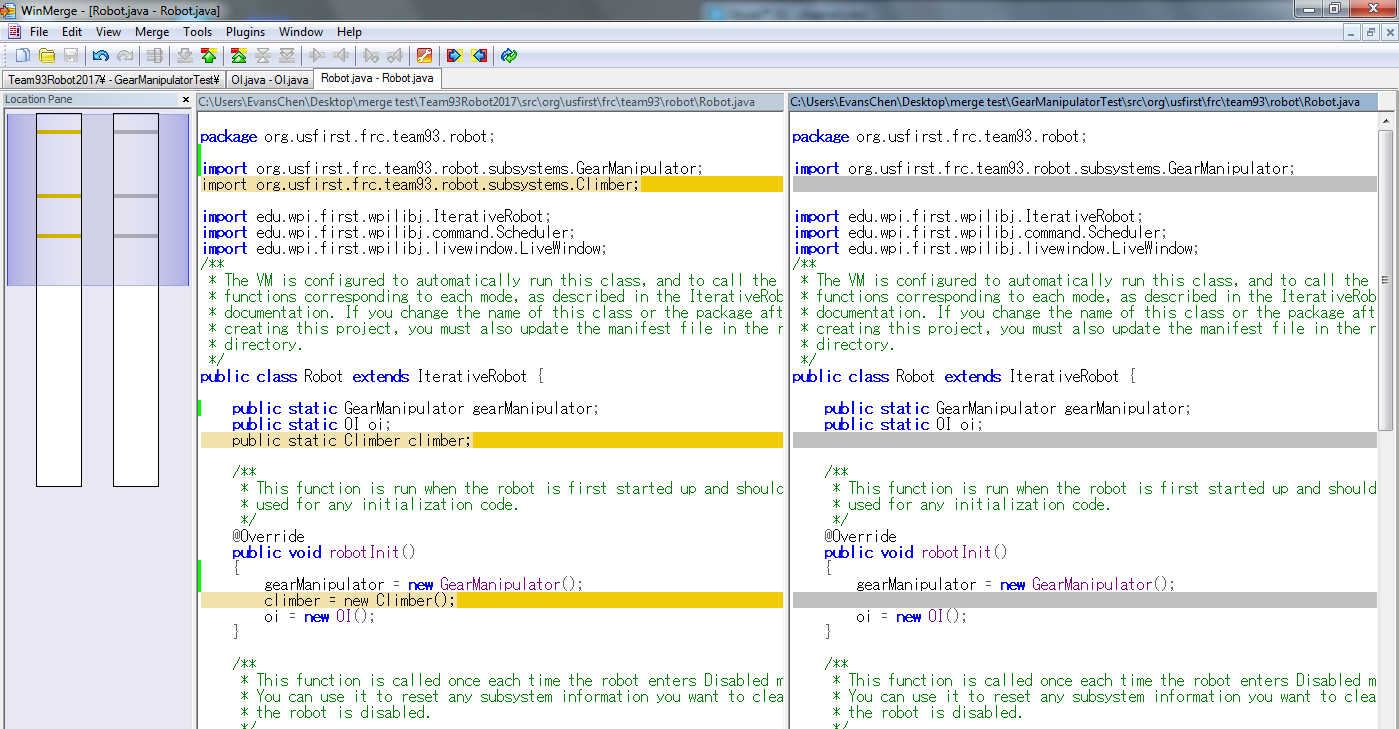 WinMerge - [Robot.java - Robot.java]
File Edit View Merge Tools Plugins Window Help
Team93Robot2017¥ - GearManipulatorTest¥ OI.java - OI.java Robot.java - Robot.java
Location Pane
C:\Users\EvansChen\Desktop\merge test\Team93Robot2017\src\org\usfirst\frc\team93\robot\Robot.java
package org.usfirst.frc.team93.robot;
import org.usfirst.frc.team93.robot.subsystems.GearManipulator;
import org.usfirst.frc.team93.robot.subsystems.Climber;
import edu.wpi.first.wpilibj.IterativeRobot;
import edu.wpi.first.wpilibj.command.Scheduler;
import edu.wpi.first.wpilibj.livewindow.LiveWindow;
/**
* The VM is configured to automatically run this class, and to call the
* functions corresponding to each mode, as described in the IterativeRob
* documentation. If you change the name of this class or the package aft
* creating this project, you must also update the manifest file in the r
* directory.
*/
public class Robot extends IterativeRobot {
public static GearManipulator gearManipulator;
public static OI oi;
public static Climber climber;
/**
* This function is run when the robot is first started up and shoul
* used for any initialization code.
*/
@Override
public void robotInit()
{
gearManipulator = new GearManipulator();
climber = new Climber();
oi = new OI();
}
/**
* This function is called once each time the robot enters Disabled m
* You can use it to reset any subsystem information you want to clea
* the robot is disabled.
*/
C:\Users\EvansChen\Desktop\merge test\GearManipulatorTest\src\org\usfirst\frc\team93\robot\Robot.java
package org.usfirst.frc.team93.robot;
import org.usfirst.frc.team93.robot.subsystems.GearManipulator;
import edu.wpi.first.wpilibj.IterativeRobot;
import edu.wpi.first.wpilibj.command.Scheduler;
import edu.wpi.first.wpilibj.livewindow.LiveWindow;
/**
* The VM is configured to automatically run this class, and to call the
* functions corresponding to each mode, as described in the IterativeRob
* documentation. If you change the name of this class or the package aft
* creating this project, you must also update the manifest file in the r
* directory.
*/
public class Robot extends IterativeRobot {
public static GearManipulator gearManipulator;
public static OI oi;
/**
* This function is run when the robot is first started up and should
* used for any initialization code.
*/
@Override
public void robotInit()
{
gearManipulator = new GearManipulator();
oi = new OI();
}
/**
* This function is called once each time the robot enters Disabled m
* You can use it to reset any subsystem information you want to clea
* the robot is disabled.
*/